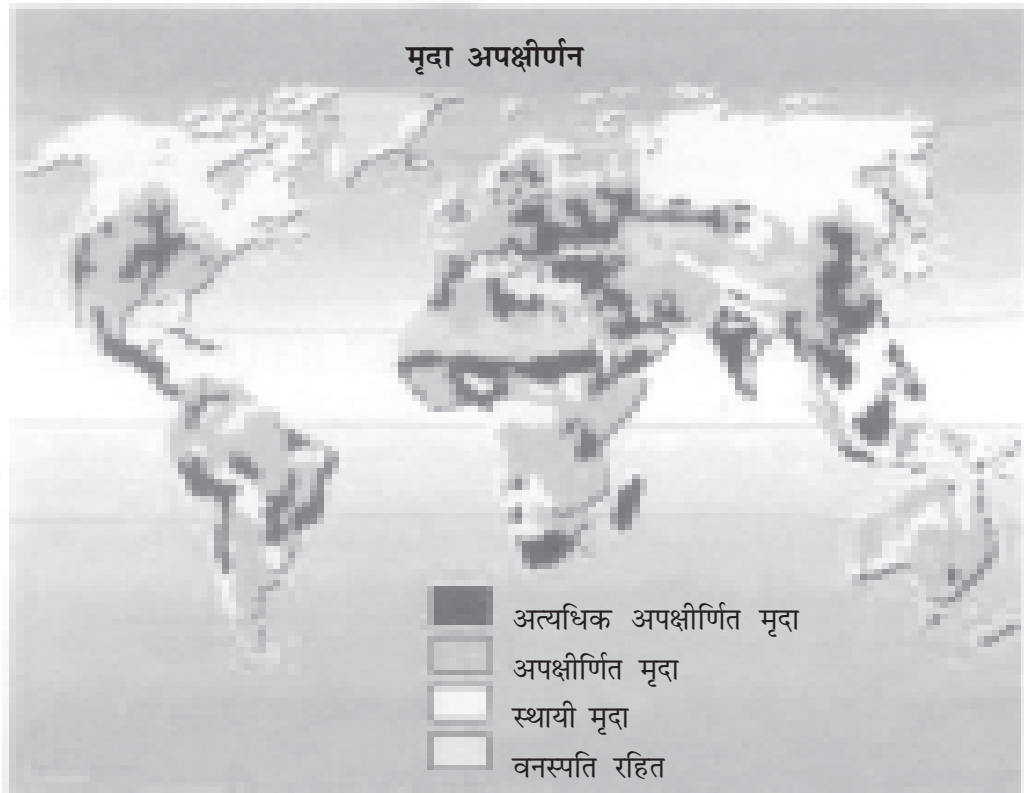 मृदा अपक्षीर्णन
अत्यधिक अपक्षीर्णित मृदा
अपक्षीर्णित मृदा
स्थायी मृदा
वनस्पति रहित